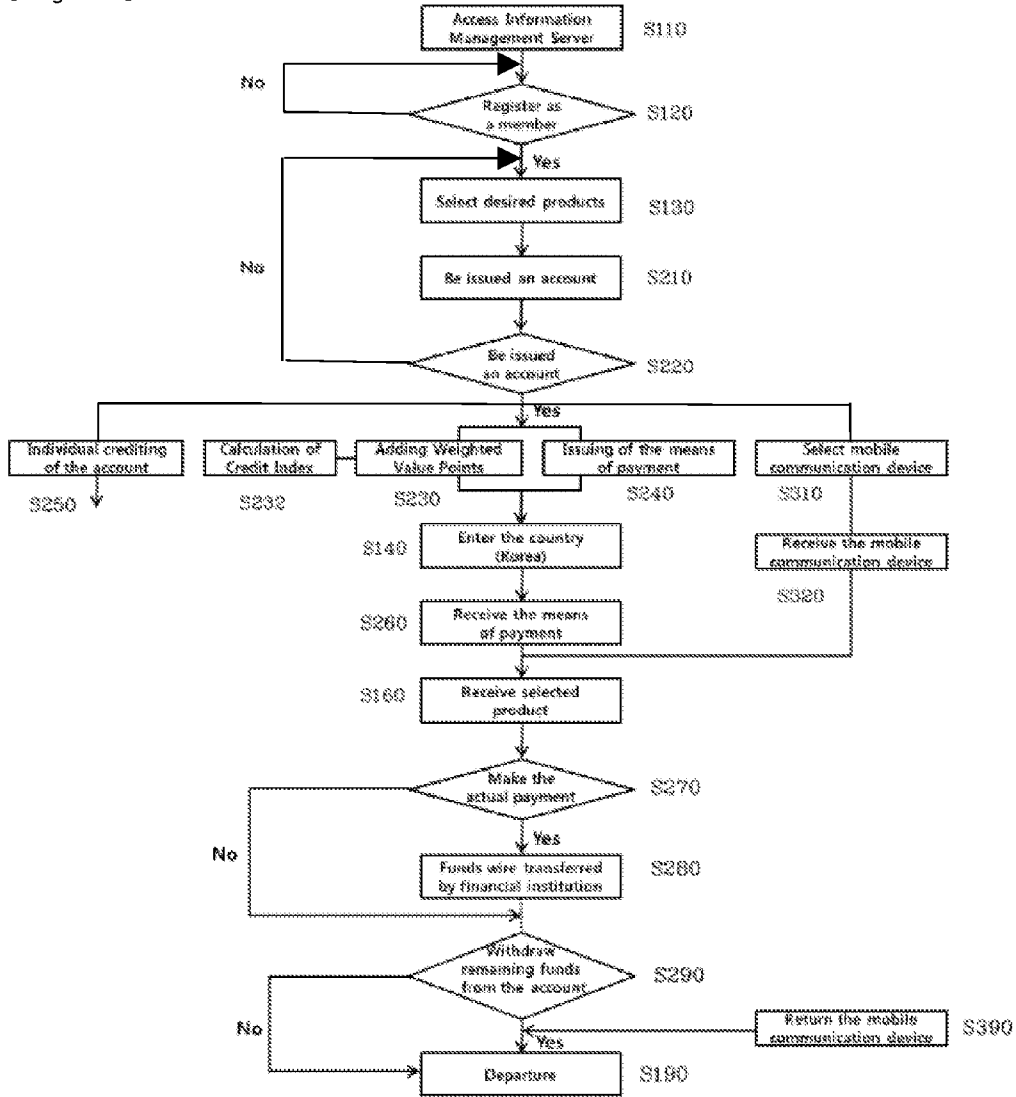 Access Information
Management Server
S110
No
Register as
a member
S120
Yes
Select desired products
S130
No
Be issued an account
S210
Be issued
an account
S220
Yes
Individual crediting
of the account
S250
Calculation of
Credit Index
S232
Adding Weighted
Value Points
S230
Issuing of the means
of payment
S240
Select mobile
communication device
S310
S140
Enter the country
(Korea)
Receive the mobile
communication device
S320
S260
Receive the means
of payment
S160
Receive selected
product
Make the
actual payment
S270
No
Yes
Funds wire transferred
by financial institution
S280
Withdraw
remaining funds
from the account
S290
No
Yes
Return the mobile
communication device
S390
Departure
S190